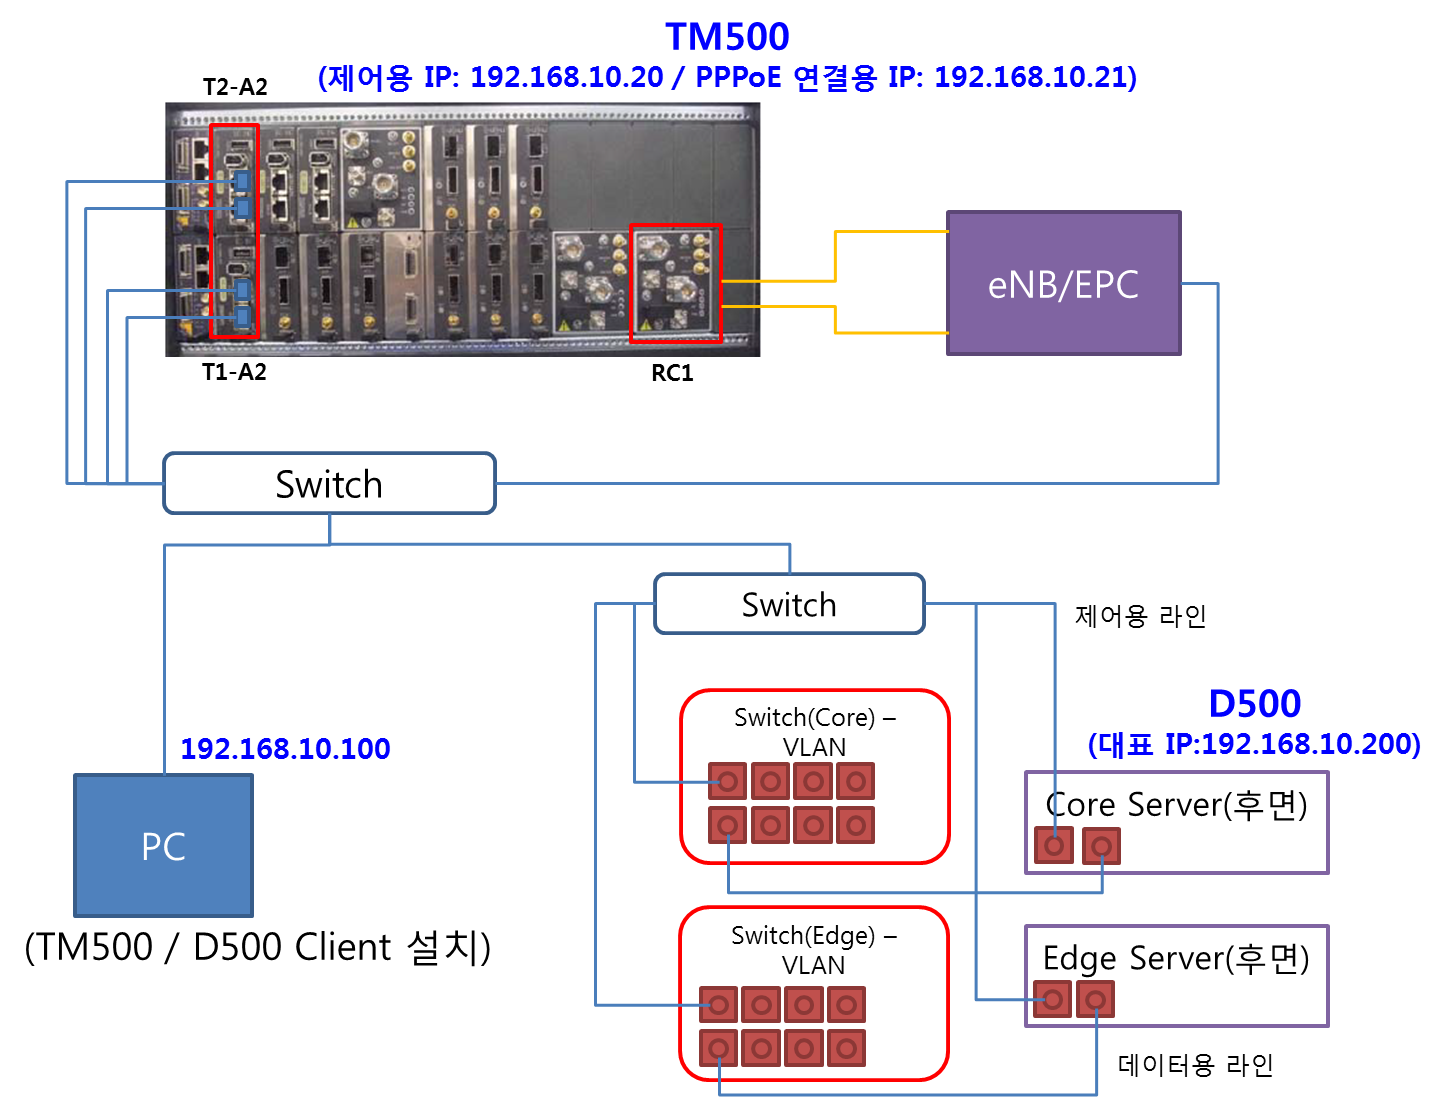 TM500
(제어용 IP: 192.168.10.20 / PPPoE 연결용 IP: 192.168.10.21)
T2-A2
T1-A2
RC1
eNB/EPC
Switch
Switch
제어용 라인
Switch(Core) –
VLAN
D500
(대표 IP:192.168.10.200)
Core Server(후면)
192.168.10.100
PC
(TM500 / D500 Client 설치)
Switch(Edge) –
VLAN
Edge Server(후면)
데이터용 라인